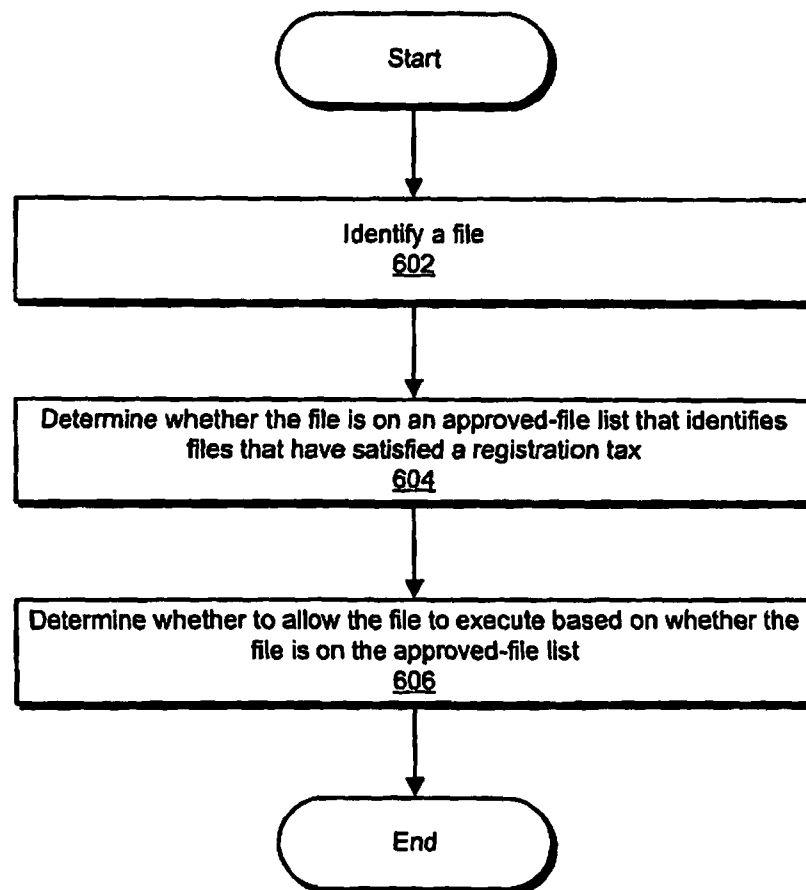 Start
Identify a file
602
Determine whether the file is on an approved-file list that identifies
files that have satisfied a registration tax
604
Determine whether to allow the file to execute based on whether the
file is on the approved-file list
606
End